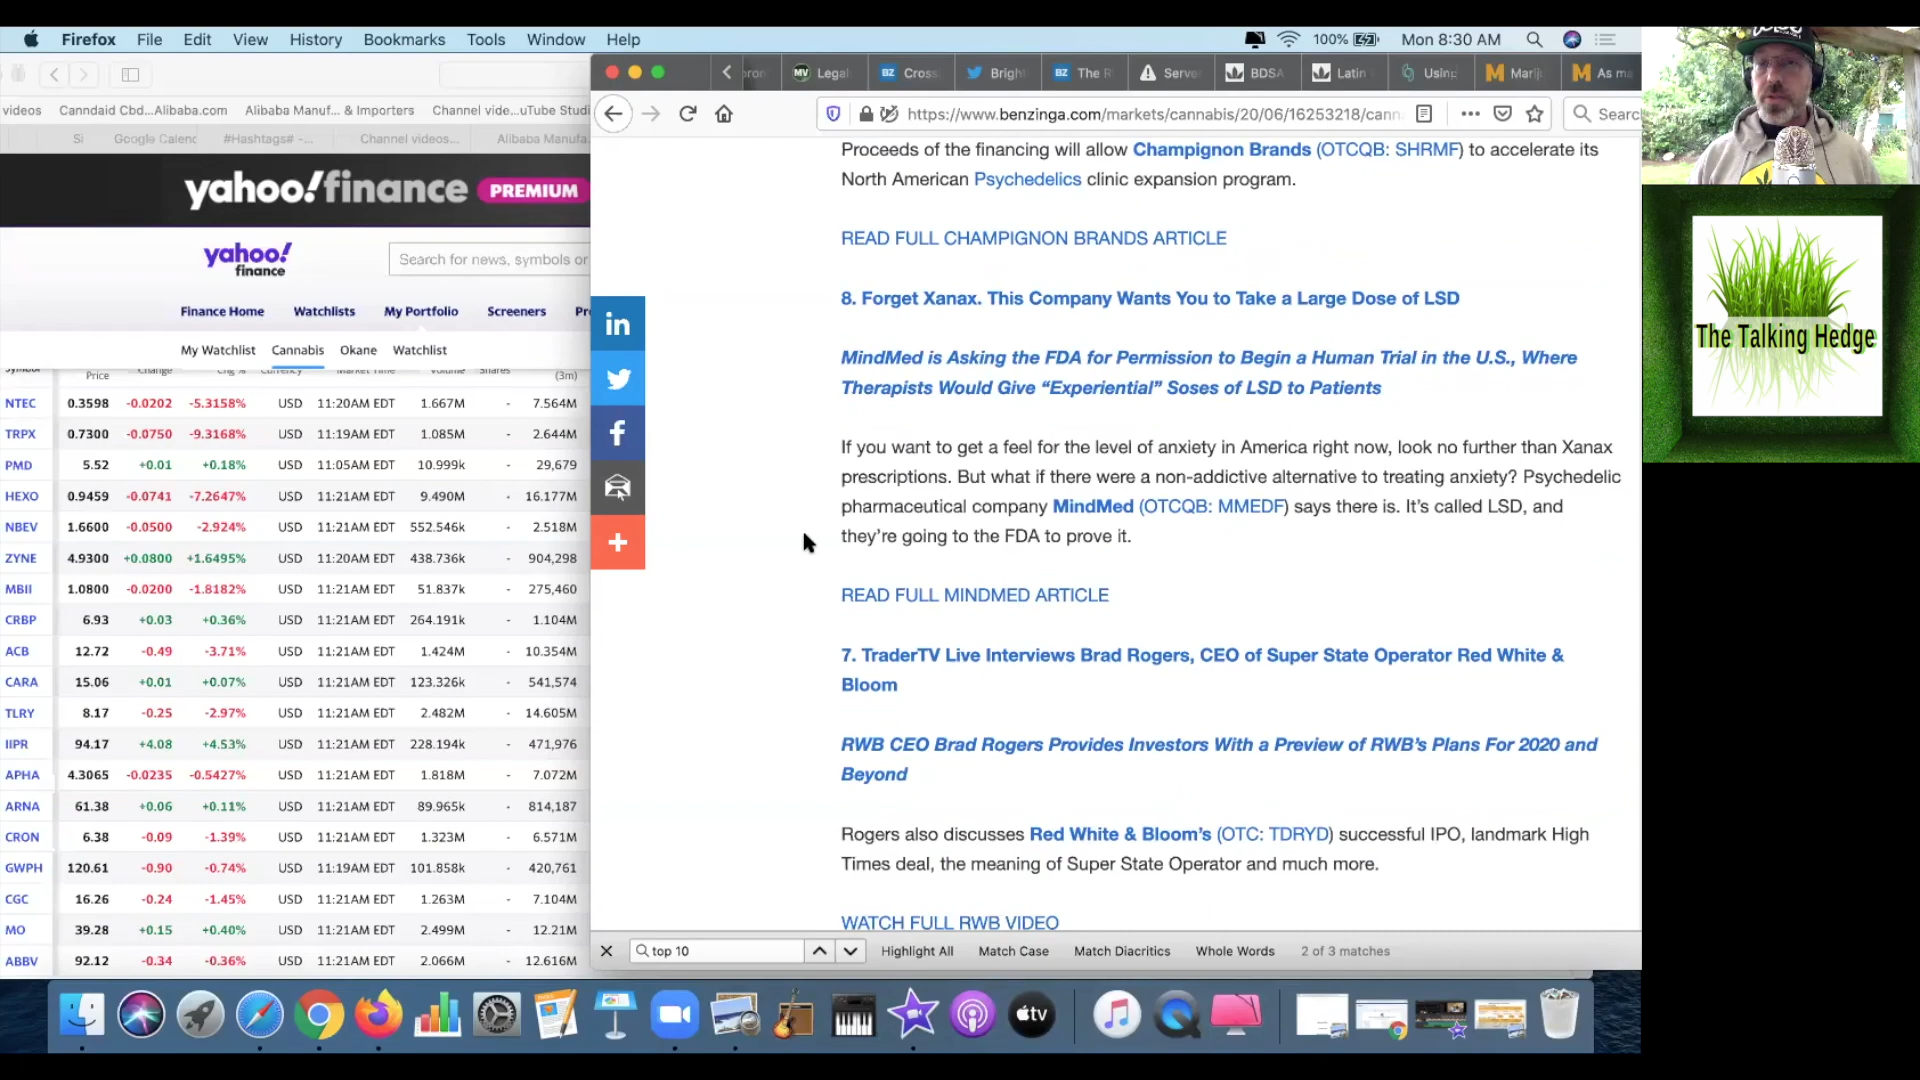 Firefox File Edit View History Bookmarks Tools Window Help
100% Mon 8:30 AM
videos Canndaid Cbd...Alibaba.com Alibaba Manuf... & Importers Channel vide...uTube Studi
Si Google Calend #Hashtags# -... Channel videos... Alibaba Manufa
yahoo!finance PREMIUM
yahoo!
finance
Search for news, symbols or
Finance Home Watchlists My Portfolio Screeners
My Watchlist Cannabis Okane Watchlist
Price Change Chg % Currency Market Time Volume Shares (3m)
NTEC 0.3598 -0.0202 -5.3158% USD 11:20AM EDT 1.667M - 7.564M
TRPX 0.7300 -0.0750 -9.3168% USD 11:19AM EDT 1.085M - 2.644M
PMD 5.52 +0.01 +0.18% USD 11:05AM EDT 10.999k - 29,679
HEXO 0.9459 -0.0741 -7.2647% USD 11:21AM EDT 9.490M - 16.177M
NBEV 1.6600 -0.0500 -2.924% USD 11:21AM EDT 552.546k - 2.518M
ZYNE 4.9300 +0.0800 +1.6495% USD 11:20AM EDT 438.736k - 904,298
MBII 1.0800 -0.0200 -1.8182% USD 11:21AM EDT 51.837k - 275,460
CRBP 6.93 +0.03 +0.36% USD 11:21AM EDT 264.191k - 1.104M
ACB 12.72 -0.49 -3.71% USD 11:21AM EDT 1.424M - 10.354M
CARA 15.06 +0.01 +0.07% USD 11:21AM EDT 123.326k - 541,574
TLRY 8.17 -0.25 -2.97% USD 11:21AM EDT 2.482M - 14.605M
IIPR 94.17 +4.08 +4.53% USD 11:21AM EDT 228.194k - 471,976
APHA 4.3065 -0.0235 -0.5427% USD 11:21AM EDT 1.818M - 7.072M
ARNA 61.38 +0.06 +0.11% USD 11:21AM EDT 89.965k - 814,187
CRON 6.38 -0.09 -1.39% USD 11:21AM EDT 1.323M - 6.571M
GWPH 120.61 -0.90 -0.74% USD 11:19AM EDT 101.858k - 420,761
CGC 16.26 -0.24 -1.45% USD 11:21AM EDT 1.263M - 7.104M
MO 39.28 +0.15 +0.40% USD 11:21AM EDT 2.499M - 12.21M
ABBV 92.12 -0.34 -0.36% USD 11:21AM EDT 2.066M - 12.616M
MV Legal BZ Cross Brigh BZ The R Serve BDSA Latin Using M Marij M As ma
https://www.benzinga.com/markets/cannabis/20/06/16253218/cann Searc
Proceeds of the financing will allow Champignon Brands (OTCQB: SHRMF) to accelerate its
North American Psychedelics clinic expansion program.
READ FULL CHAMPIGNON BRANDS ARTICLE
8. Forget Xanax. This Company Wants You to Take a Large Dose of LSD
MindMed is Asking the FDA for Permission to Begin a Human Trial in the U.S., Where
Therapists Would Give “Experiential” Soses of LSD to Patients
If you want to get a feel for the level of anxiety in America right now, look no further than Xanax
prescriptions. But what if there were a non-addictive alternative to treating anxiety? Psychedelic
pharmaceutical company MindMed (OTCQB: MMEDF) says there is. It’s called LSD, and
they’re going to the FDA to prove it.
READ FULL MINDMED ARTICLE
7. TraderTV Live Interviews Brad Rogers, CEO of Super State Operator Red White &
Bloom
RWB CEO Brad Rogers Provides Investors With a Preview of RWB’s Plans For 2020 and
Beyond
Rogers also discusses Red White & Bloom’s (OTC: TDRYD) successful IPO, landmark High
Times deal, the meaning of Super State Operator and much more.
WATCH FULL RWB VIDEO
top 10 Highlight All Match Case Match Diacritics Whole Words 2 of 3 matches
in
f
tv
The Talking Hedge